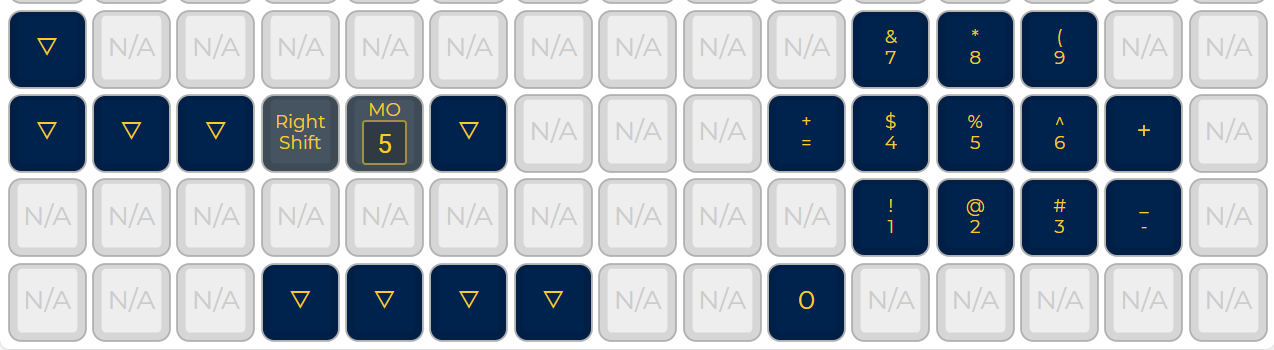 ▽ N/A N/A N/A N/A N/A N/A N/A N/A N/A & * ( N/A N/A
7 8 9
▽ ▽ ▽ Right MO ▽ N/A N/A N/A + $ % ^ + N/A
Shift 5 = 4 5 6
N/A N/A N/A N/A N/A N/A N/A N/A N/A N/A ! @ # _ N/A
1 2 3 -
N/A N/A N/A ▽ ▽ ▽ ▽ N/A N/A 0 N/A N/A N/A N/A N/A